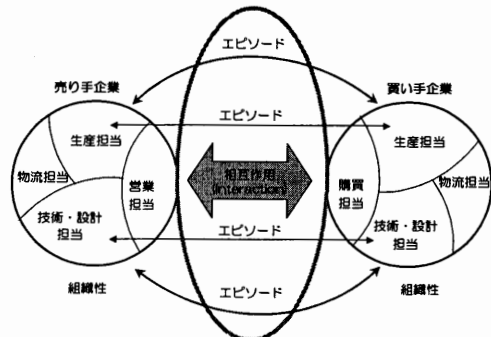 エピソード
売り手企業
買い手企業
エピソード
生産担当
生産担当
物流担当
営業
担当
相互作用
(Interaction)
購買
担当
物流担当
技術・設計
担当
技術・設計
担当
エピソード
組織性
エピソード
組織性